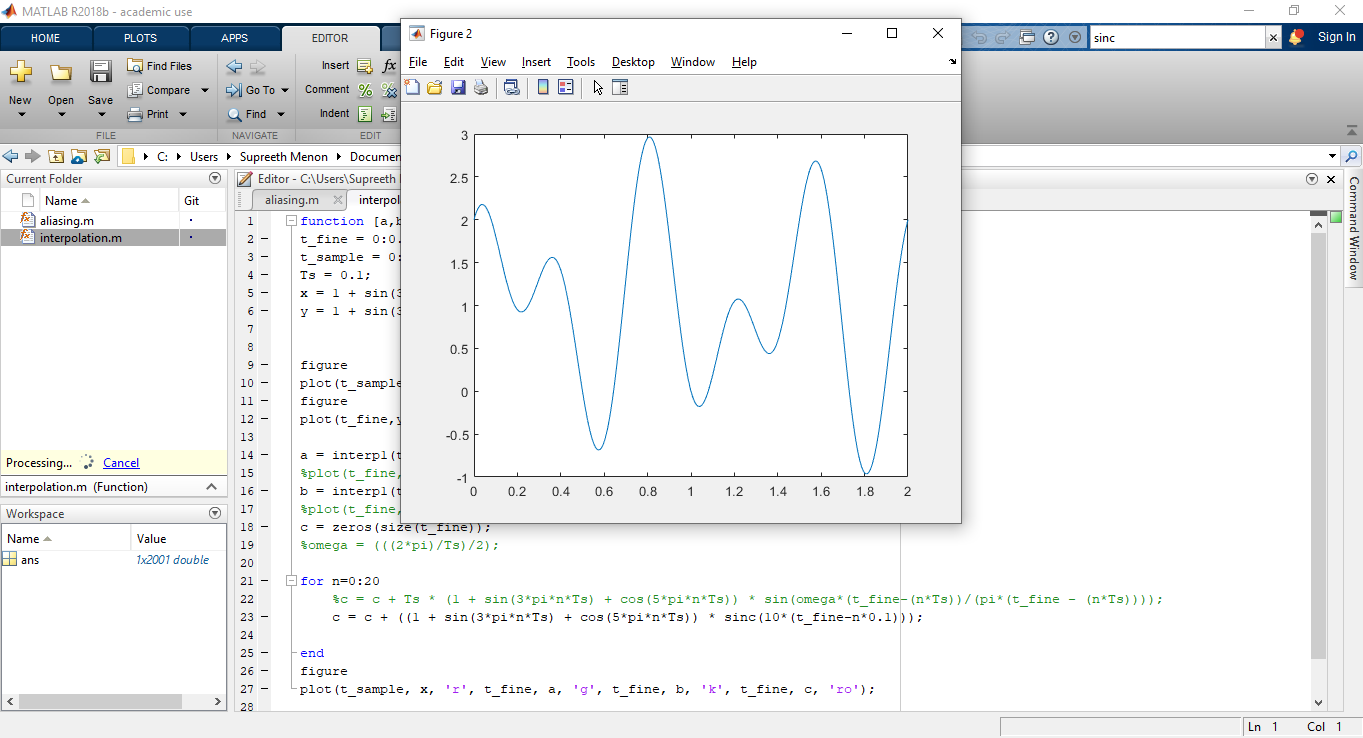 MATLAB R2018b - academic use
HOME PLOTS APPS EDITOR
sinc
Sign In
New Open Save
Find Files
Compare
Print
Go To
Find
Insert fx
Comment
Indent
FILE NAVIGATE EDIT
C: Users Supreeth Menon Documen
Current Folder
Name Git
aliasing.m
interpolation.m
Processing... Cancel
interpolation.m (Function)
Workspace
Name Value
ans 1x2001 double
Editor - C:\Users\Supreeth
aliasing.m interpol
1 function [a,b
2 t_fine = 0:0.
3 t_sample = 0:
4 Ts = 0.1;
5 x = 1 + sin(3
6 y = 1 + sin(3
7
8
9 figure
10 plot(t_sample
11 figure
12 plot(t_fine,y
13
14 a = interp1(t
15 %plot(t_fine,
16 b = interp1(t
17 %plot(t_fine,
18 c = zeros(size(t_fine));
19 %omega = (((2*pi)/Ts)/2);
20
21 for n=0:20
22 %c = c + Ts * (1 + sin(3*pi*n*Ts) + cos(5*pi*n*Ts)) * sin(omega*(t_fine-(n*Ts))/(pi*(t_fine - (n*Ts))));
23 c = c + ((1 + sin(3*pi*n*Ts) + cos(5*pi*n*Ts)) * sinc(10*(t_fine-n*0.1)));
24
25 end
26 figure
27 plot(t_sample, x, 'r', t_fine, a, 'g', t_fine, b, 'k', t_fine, c, 'ro');
28
Figure 2
File Edit View Insert Tools Desktop Window Help
3
2.5
2
1.5
1
0.5
0
-0.5
-1
0 0.2 0.4 0.6 0.8 1 1.2 1.4 1.6 1.8 2
Command Window
Ln 1 Col 1